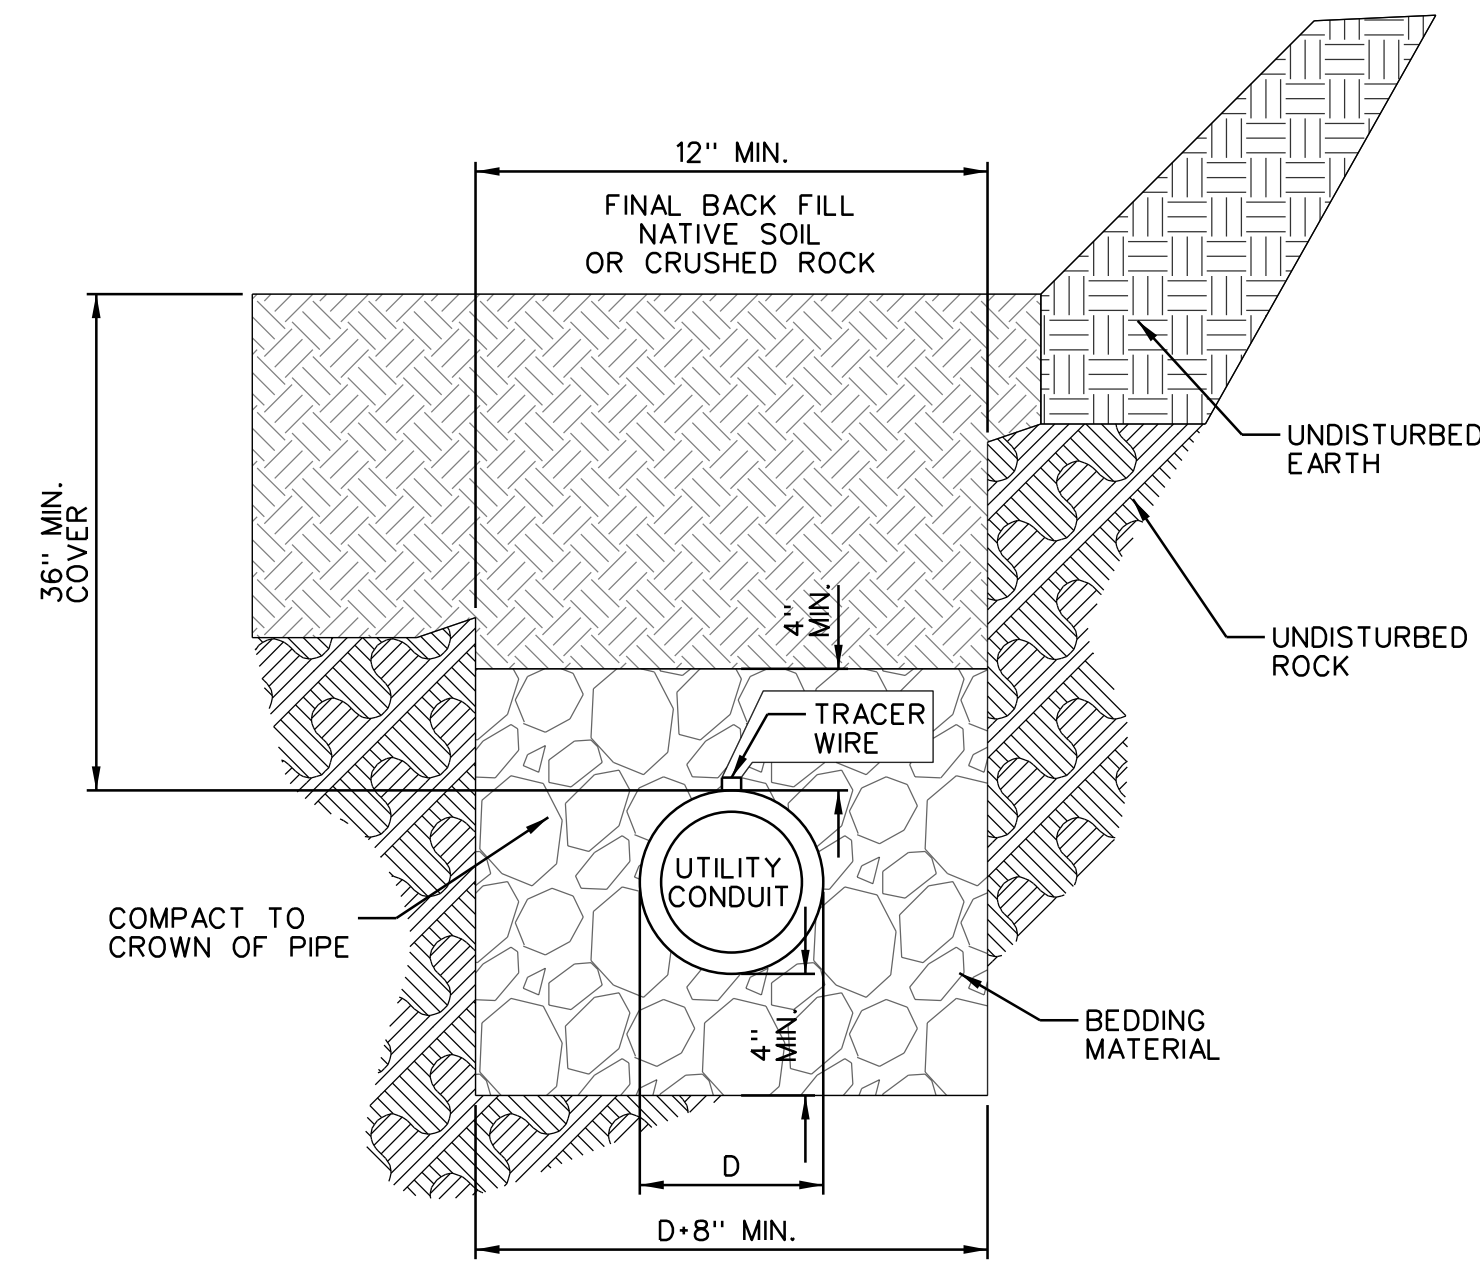 12" MIN.
FINAL BACK FILL
NATIVE SOIL
OR CRUSHED ROCK
36" MIN.
COVER
UNDISTURBED
EARTH
4"
MIN.
UNDISTURBED
ROCK
TRACER
WIRE
UTILITY
CONDUIT
COMPACT TO
CROWN OF PIPE
4"
MIN.
BEDDING
MATERIAL
D
D+8" MIN.